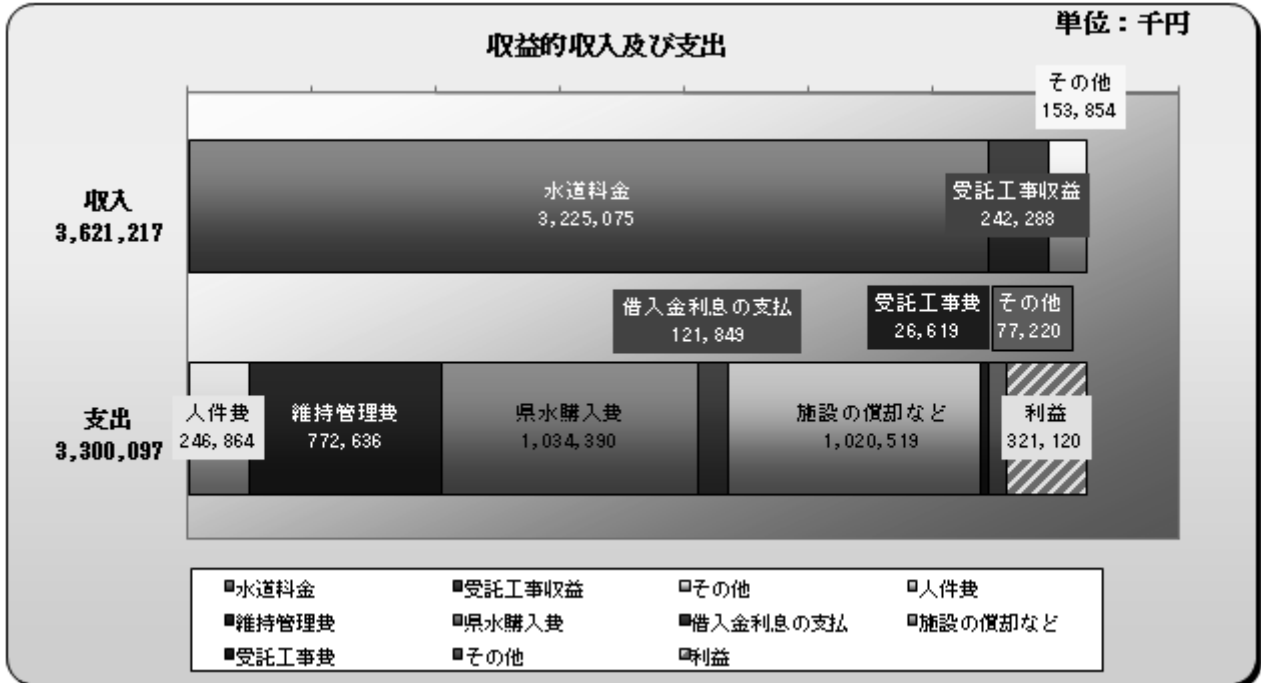 単位：千円
収益的収入及び支出
その他
153,854
収入
3,621,217
水道料金
3,225,075
受託工事収益
242,288
借入金利息の支払
121,849
受託工事費
26,619
その他
77,220
支出
3,300,097
人件費
246,864
維持管理費
772,636
県水購入費
1,034,390
施設の償却など
1,020,519
利益
321,120
水道料金 受託工事収益 その他 人件費
維持管理費 県水購入費 借入金利息の支払 施設の償却など
受託工事費 その他 利益